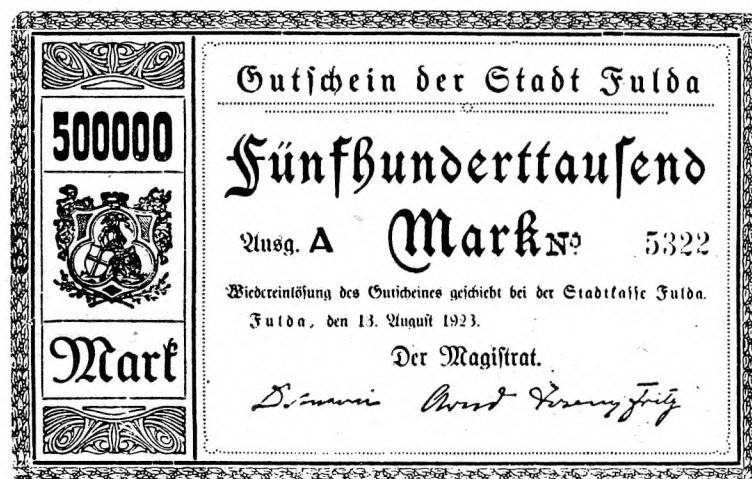 500000
Mark
Gutschein der Stadt Fulda
Fünfhunderttausend
Ausg. A Mark No 5322
Wiedereinlösung des Gutscheines geschieht bei der Stadtkasse Fulda.
Fulda, den 13. August 1923.
Der Magistrat.